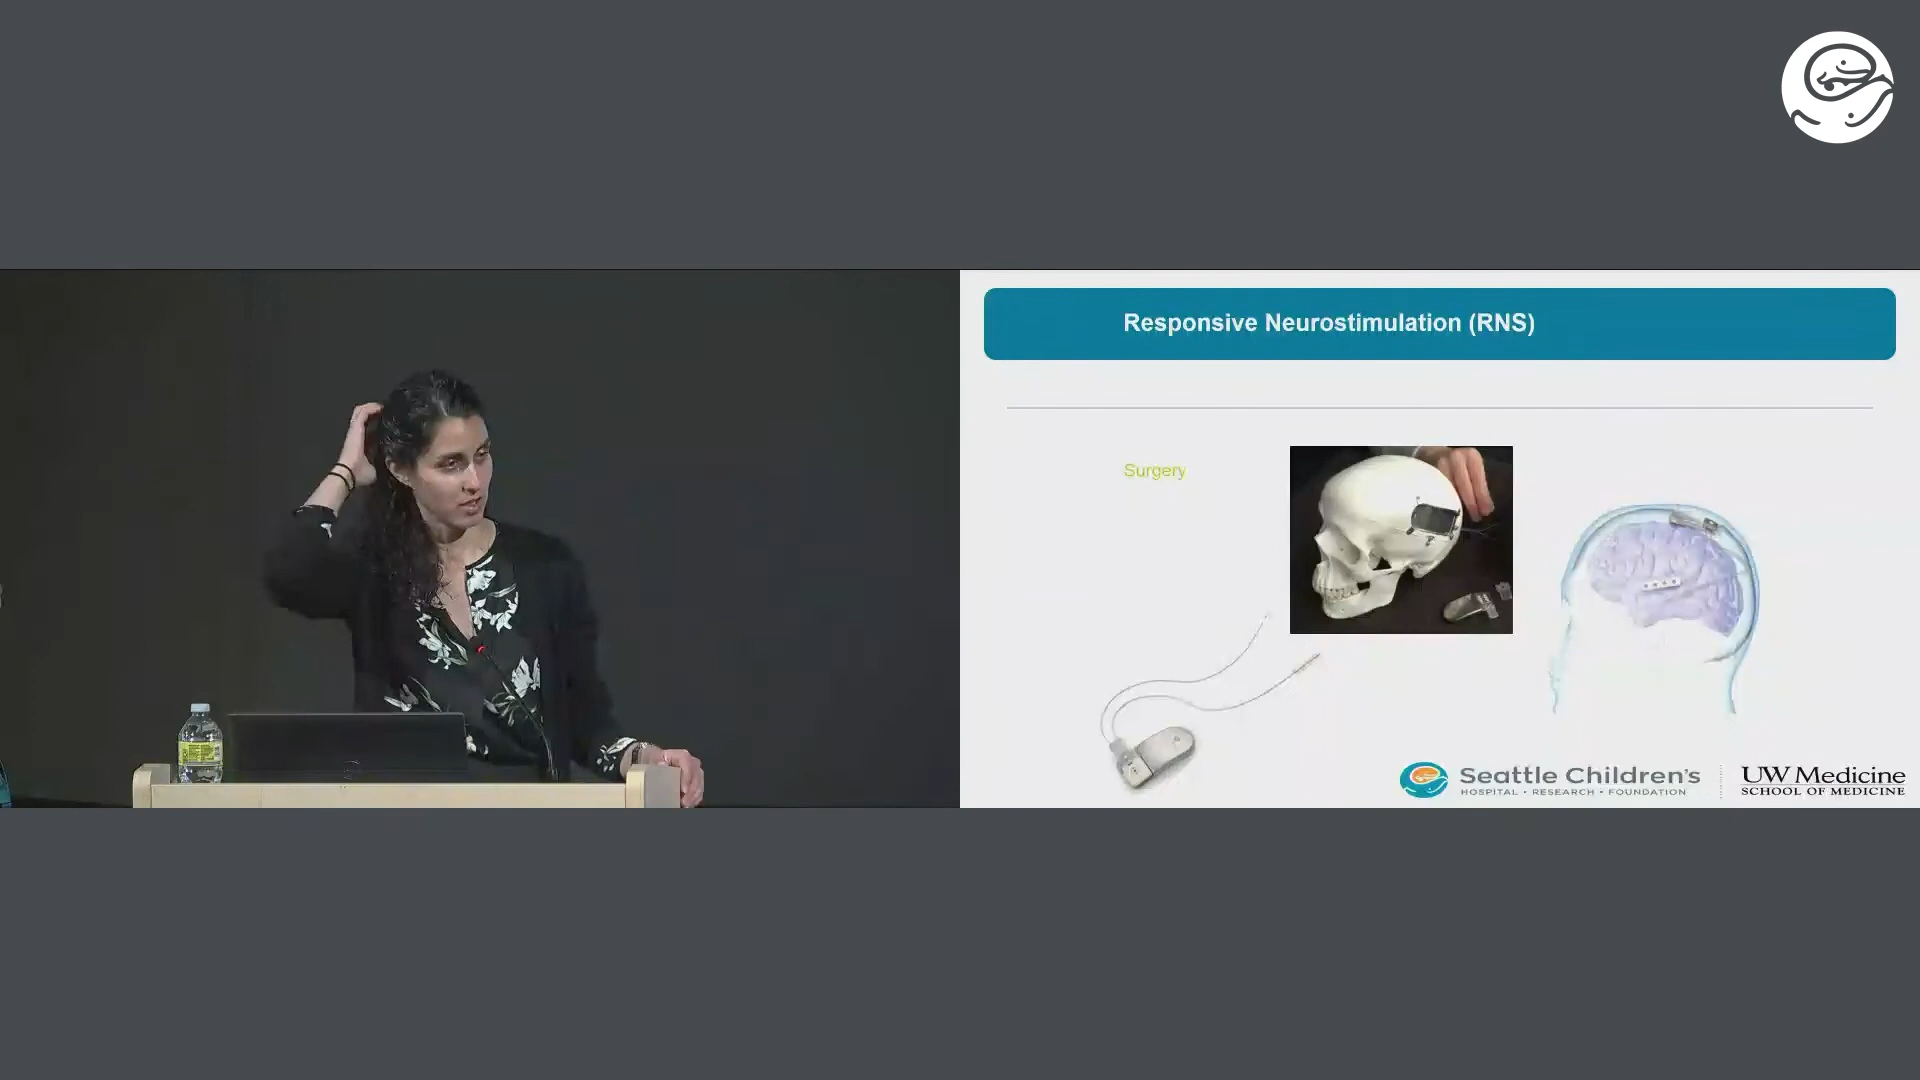 Responsive Neurostimulation (RNS)
Surgery
Seattle Children's
HOSPITAL • RESEARCH • FOUNDATION
UW Medicine
SCHOOL OF MEDICINE